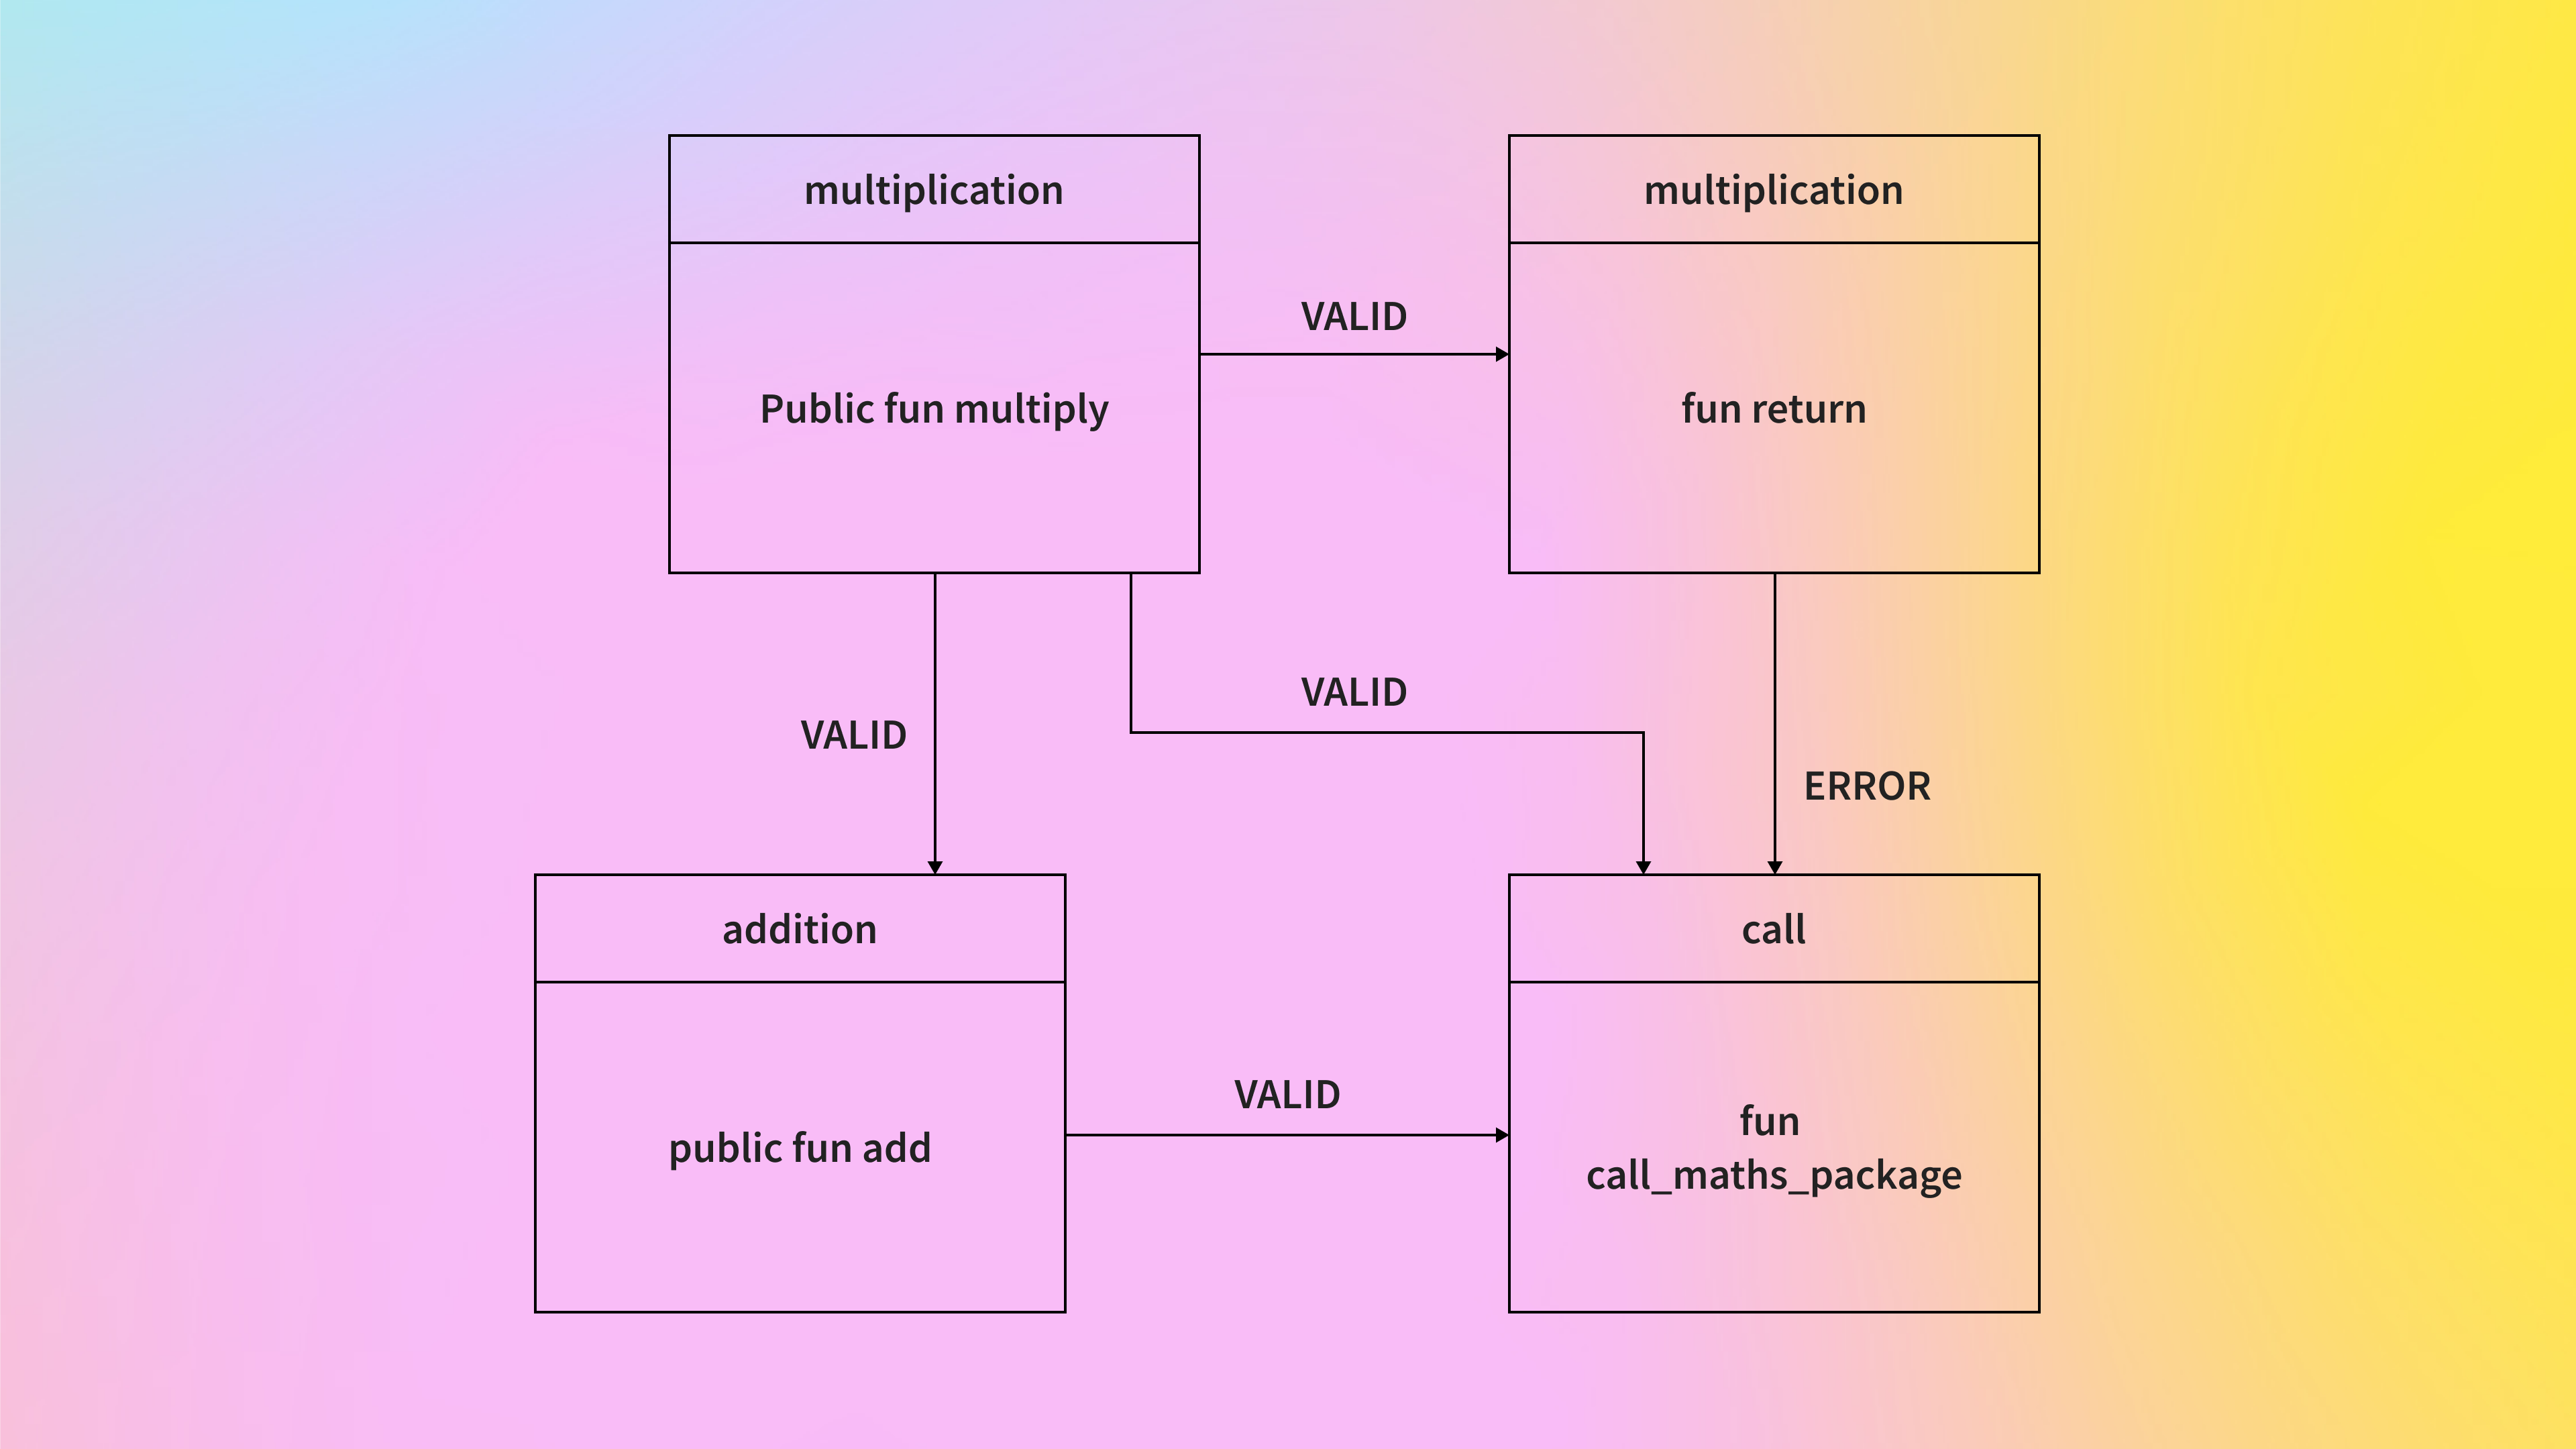 multiplication
Public fun multiply
VALID
multiplication
fun return
VALID
VALID
ERROR
addition
public fun add
VALID
call
fun
call_maths_package